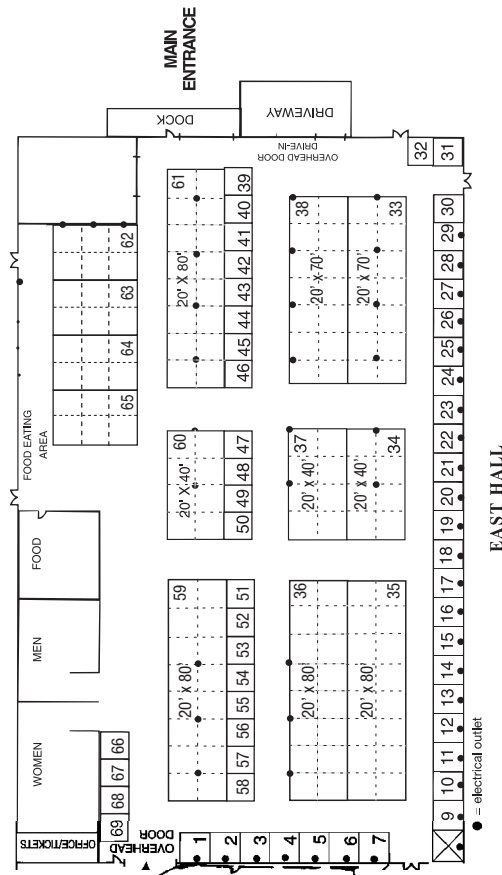 MAIN
ENTRANCE
DOCK
DRIVEWAY
OVERHEAD DOOR
DRIVE-IN
FOOD EATING
AREA
FOOD
MEN
WOMEN
OFFICE/TICKETS
OVERHEAD
DOOR
62
63
64
65
66
67
68
69
61
20' X 80'
39
40
41
42
43
44
45
46
60
20' X 40'
47
48
49
50
59
20' X 80'
51
52
53
54
55
56
57
58
38
20' X 70'
33
20' X 70'
37
20' X 40'
34
20' X 40'
36
20' X 80'
35
20' X 80'
32
31
30
29
28
27
26
25
24
23
22
21
20
19
18
17
16
15
14
13
12
11
10
9
1
2
3
4
5
6
7
EAST HALL
= electrical outlet